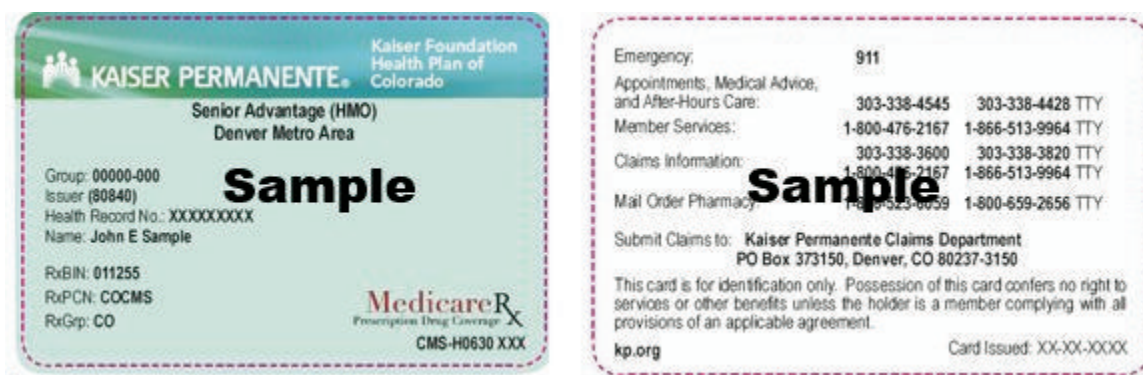 KAISER PERMANENTE®
Kaiser Foundation
Health Plan of
Colorado
Senior Advantage (HMO)
Denver Metro Area
Group: 00000-000
Issuer (80840)
Health Record No.: XXXXXXXXX
Name: John E Sample
Sample
RxBIN: 011255
RxPCN: COCMS
RxGrp: CO
MedicareRx
Prescription Drug Coverage
CMS-H0630 XXX
Emergency: 911
Appointments, Medical Advice,
and After-Hours Care: 303-338-4545 303-338-4428 TTY
Member Services: 1-800-476-2167 1-866-513-9964 TTY
Claims Information: 303-338-3600 303-338-3820 TTY
1-866-513-9964 TTY
Sample
Mail Order Pharmacy: 1-800-659-2656 TTY
Submit Claims to: Kaiser Permanente Claims Department
PO Box 373150, Denver, CO 80237-3150
This card is for identification only. Possession of this card confers no right to
services or other benefits unless the holder is a member complying with all
provisions of an applicable agreement.
kp.org Card Issued: XX-XX-XXXX